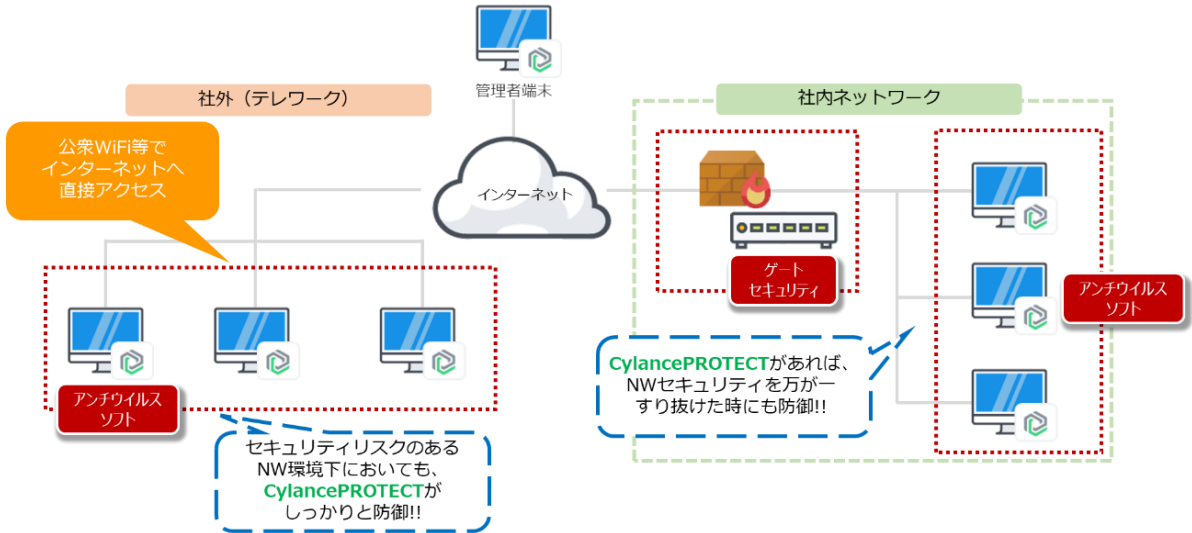 管理者端末
社外（テレワーク）
社内ネットワーク
公衆WiFi等で
インターネットへ
直接アクセス
インターネット
ゲート
セキュリティ
アンチウイルス
ソフト
CylancePROTECTがあれば、
NWセキュリティを万が一
すり抜けた時にも防御!!
アンチウイルス
ソフト
セキュリティリスクのある
NW環境下においても、
CylancePROTECTが
しっかりと防御!!